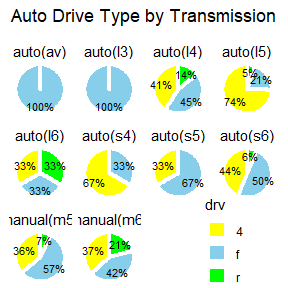 Auto Drive Type by Transmission
auto(av) auto(l3) auto(l4) auto(l5)
100% 100% 14% 45% 41% 5% 21% 74%
auto(l6) auto(s4) auto(s5) auto(s6)
33% 33% 33% 33% 67% 33% 67% 6% 44% 50%
manual(m5 manual(m6
7% 36% 57% 21% 37% 42%
drv
4
f
r